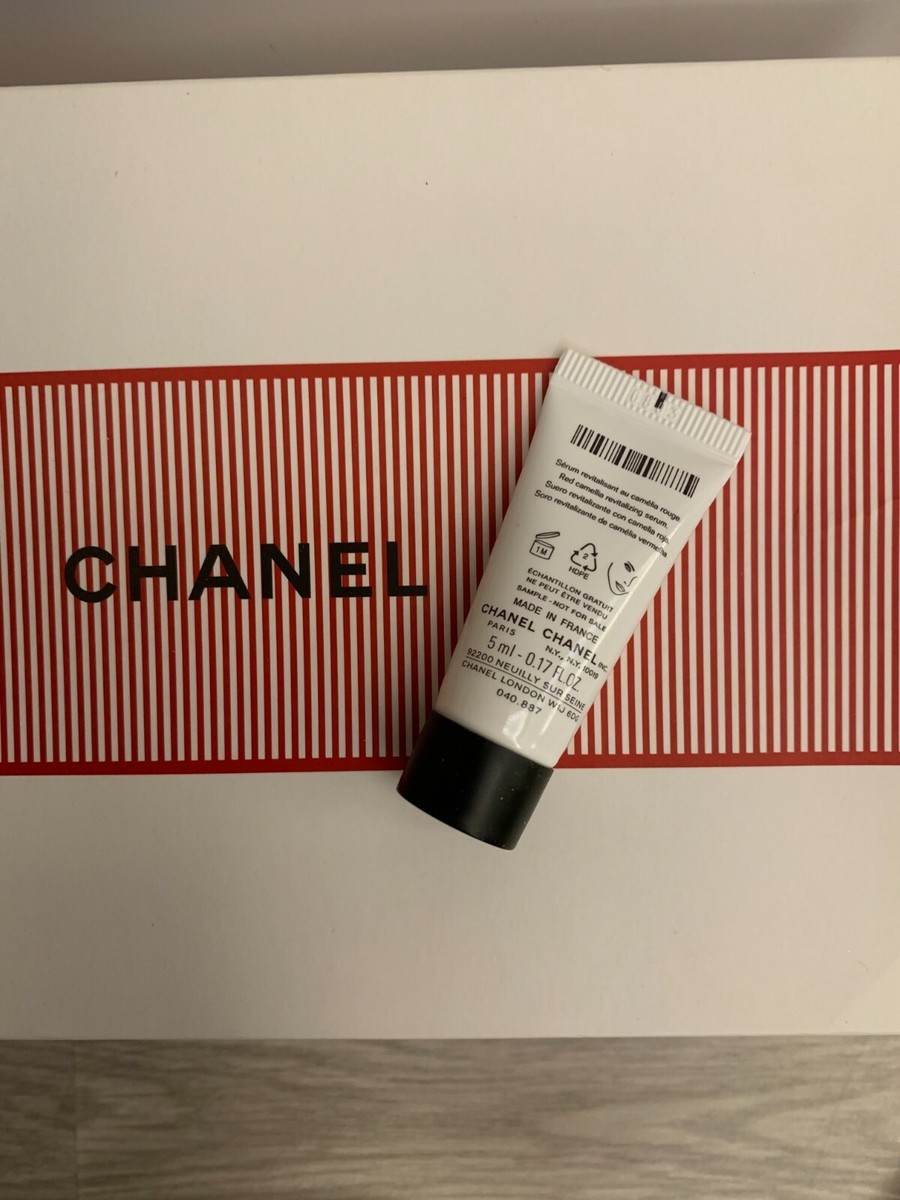 CHANEL
Sérum revitalisant au camélia rouge.
Red camellia revitalizing serum.
Suero revitalizante con camelia roja.
Soro revitalizante de camélia vermelha
1M
2
HDPE
ÉCHANTILLON GRATUIT
NE PEUT ÊTRE VENDU
SAMPLE - NOT FOR SALE
MADE IN FRANCE
CHANEL CHANEL INC.
PARIS N.Y., N.Y. 10019
5 ml - 0.17 FL.OZ.
92200 NEUILLY SUR SEINE
CHANEL LONDON W1J 6DG
040.887